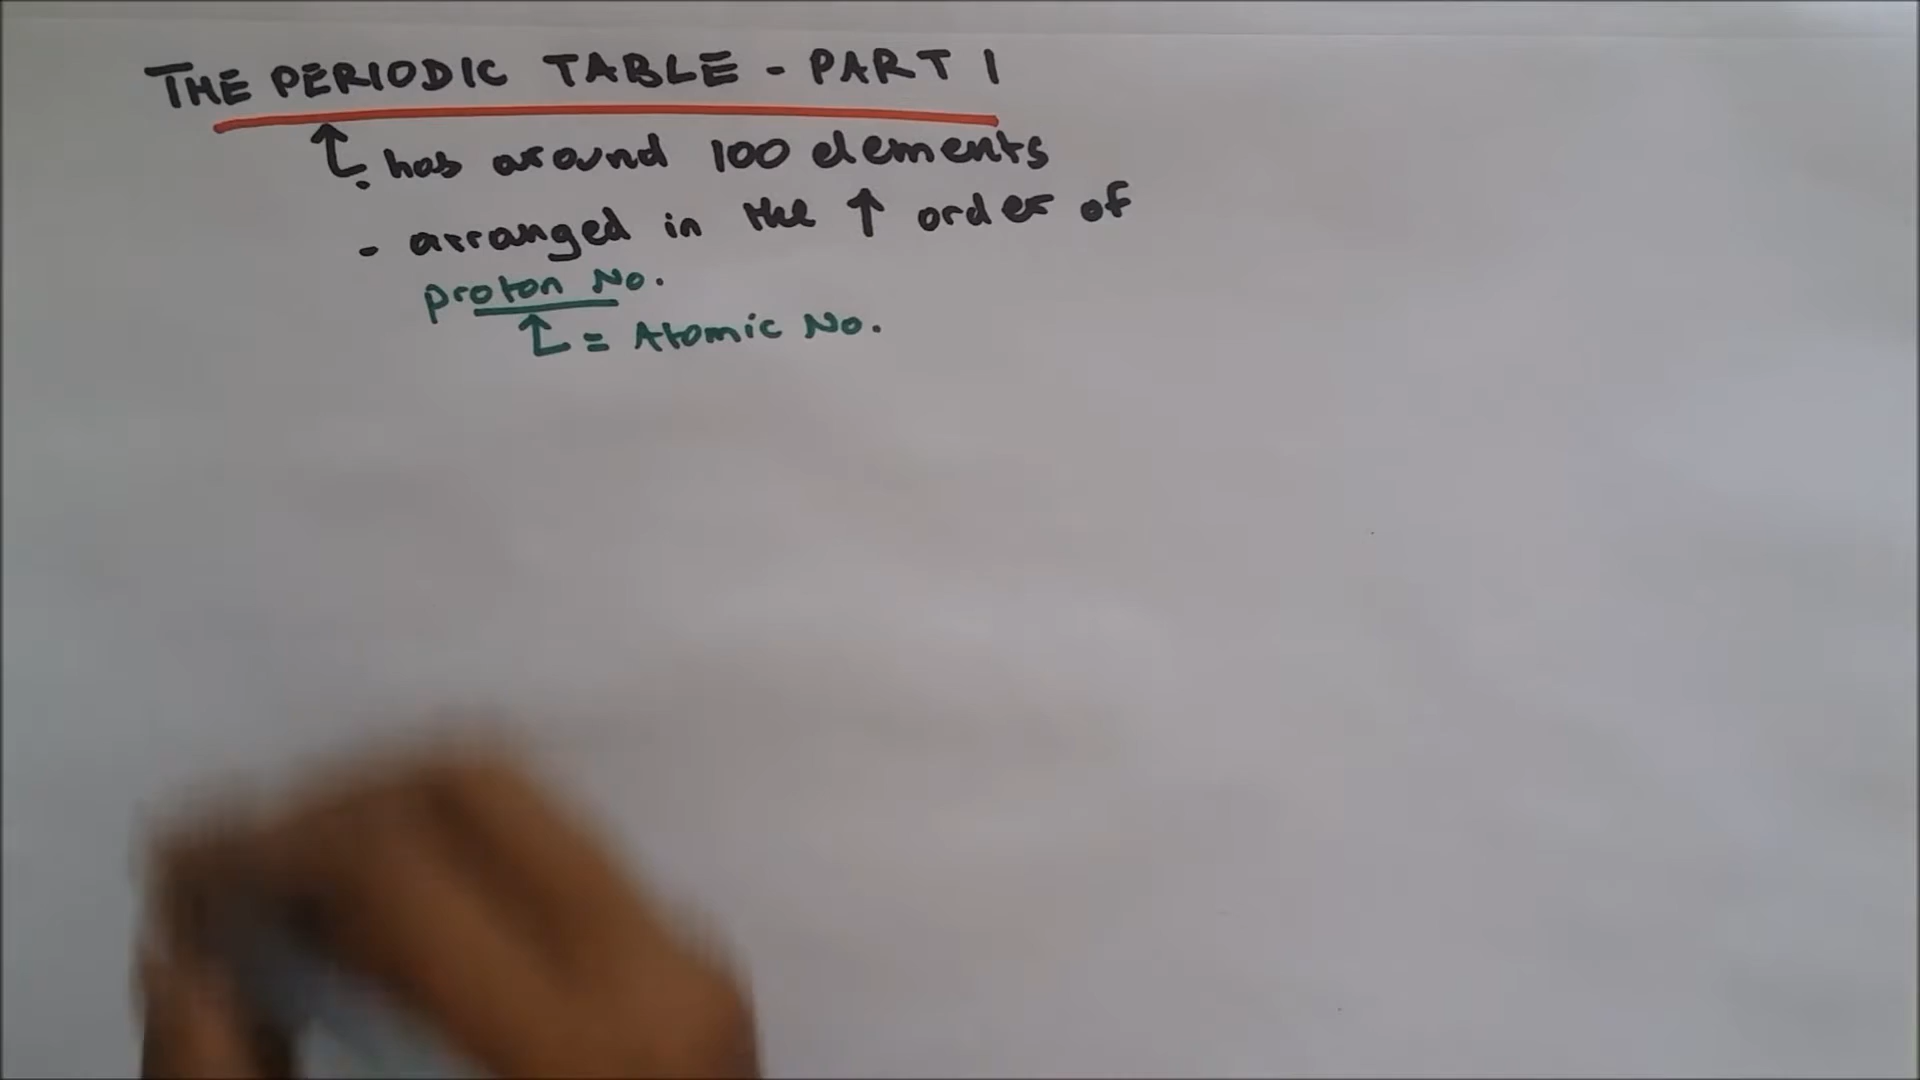 THE PERIODIC TABLE - PART 1
↑ · has around 100 elements
- arranged in the ↑ order of
proton No.
↑ = Atomic No.